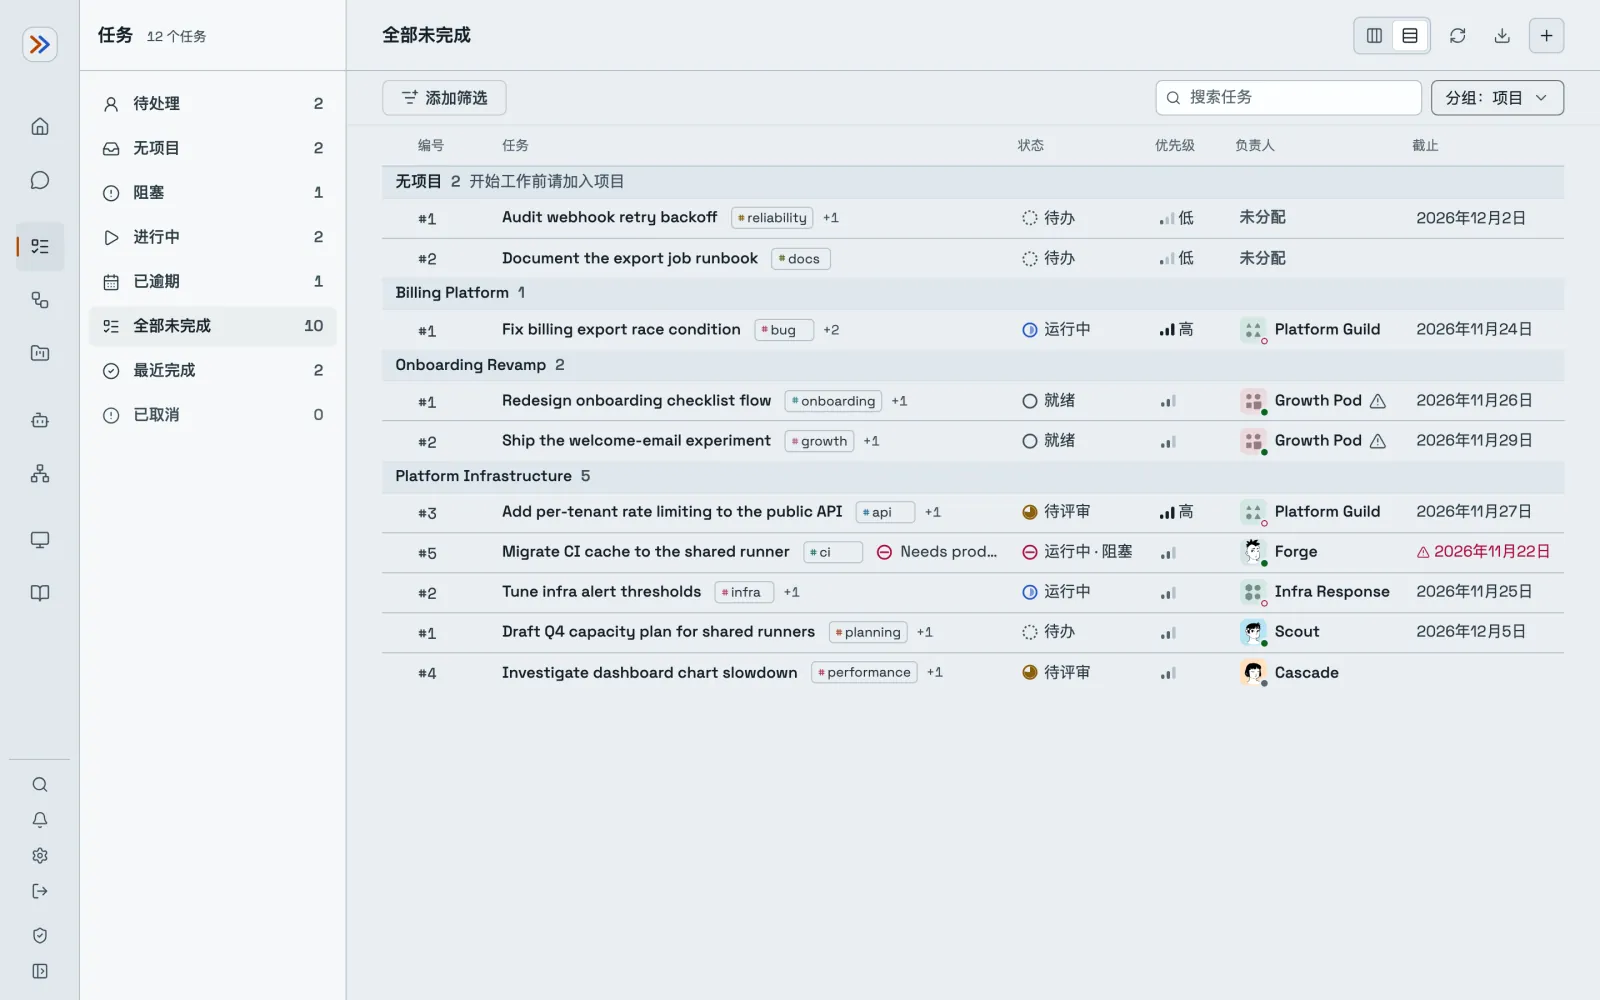 任务 12 个任务
待处理 2
无项目 2
阻塞 1
进行中 2
已逾期 1
全部未完成 10
最近完成 2
已取消 0
全部未完成
添加筛选
搜索任务
分组：项目
编号 任务 状态 优先级 负责人 截止
无项目 2 开始工作前请加入项目
#1 Audit webhook retry backoff #reliability +1 待办 低 未分配 2026年12月2日
#2 Document the export job runbook #docs 待办 低 未分配
Billing Platform 1
#1 Fix billing export race condition #bug +2 运行中 高 Platform Guild 2026年11月24日
Onboarding Revamp 2
#1 Redesign onboarding checklist flow #onboarding +1 就绪 Growth Pod 2026年11月26日
#2 Ship the welcome-email experiment #growth +1 就绪 Growth Pod 2026年11月29日
Platform Infrastructure 5
#3 Add per-tenant rate limiting to the public API #api +1 待评审 高 Platform Guild 2026年11月27日
#5 Migrate CI cache to the shared runner #ci Needs prod... 运行中 · 阻塞 Forge 2026年11月22日
#2 Tune infra alert thresholds #infra +1 运行中 Infra Response 2026年11月25日
#1 Draft Q4 capacity plan for shared runners #planning +1 待办 Scout 2026年12月5日
#4 Investigate dashboard chart slowdown #performance +1 待评审 Cascade